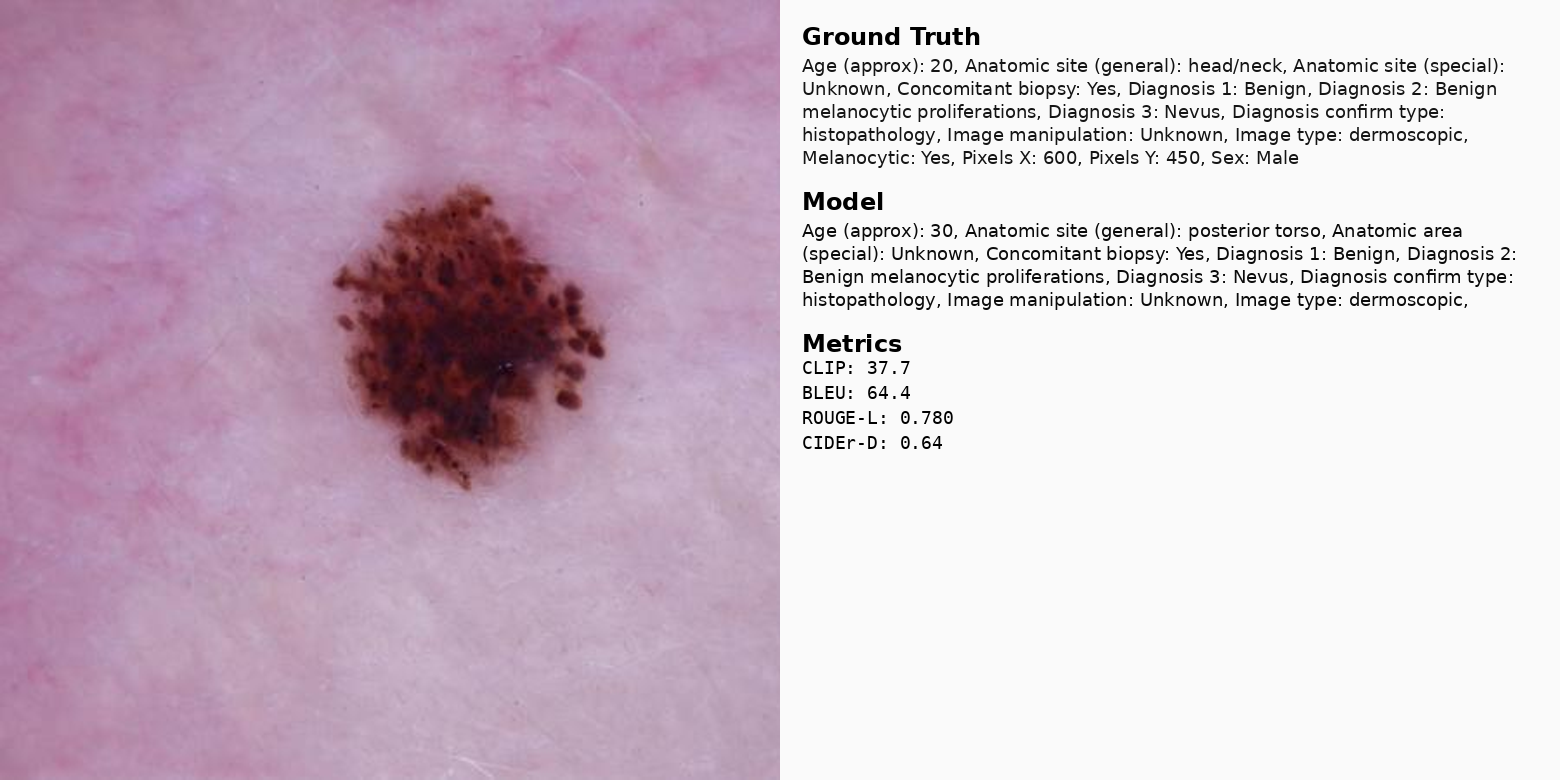 Ground Truth
Age (approx): 20, Anatomic site (general): head/neck, Anatomic site (special):
Unknown, Concomitant biopsy: Yes, Diagnosis 1: Benign, Diagnosis 2: Benign
melanocytic proliferations, Diagnosis 3: Nevus, Diagnosis confirm type:
histopathology, Image manipulation: Unknown, Image type: dermoscopic,
Melanocytic: Yes, Pixels X: 600, Pixels Y: 450, Sex: Male
Model
Age (approx): 30, Anatomic site (general): posterior torso, Anatomic area
(special): Unknown, Concomitant biopsy: Yes, Diagnosis 1: Benign, Diagnosis 2:
Benign melanocytic proliferations, Diagnosis 3: Nevus, Diagnosis confirm type:
histopathology, Image manipulation: Unknown, Image type: dermoscopic,
Metrics
CLIP: 37.7
BLEU: 64.4
ROUGE-L: 0.780
CIDEr-D: 0.64